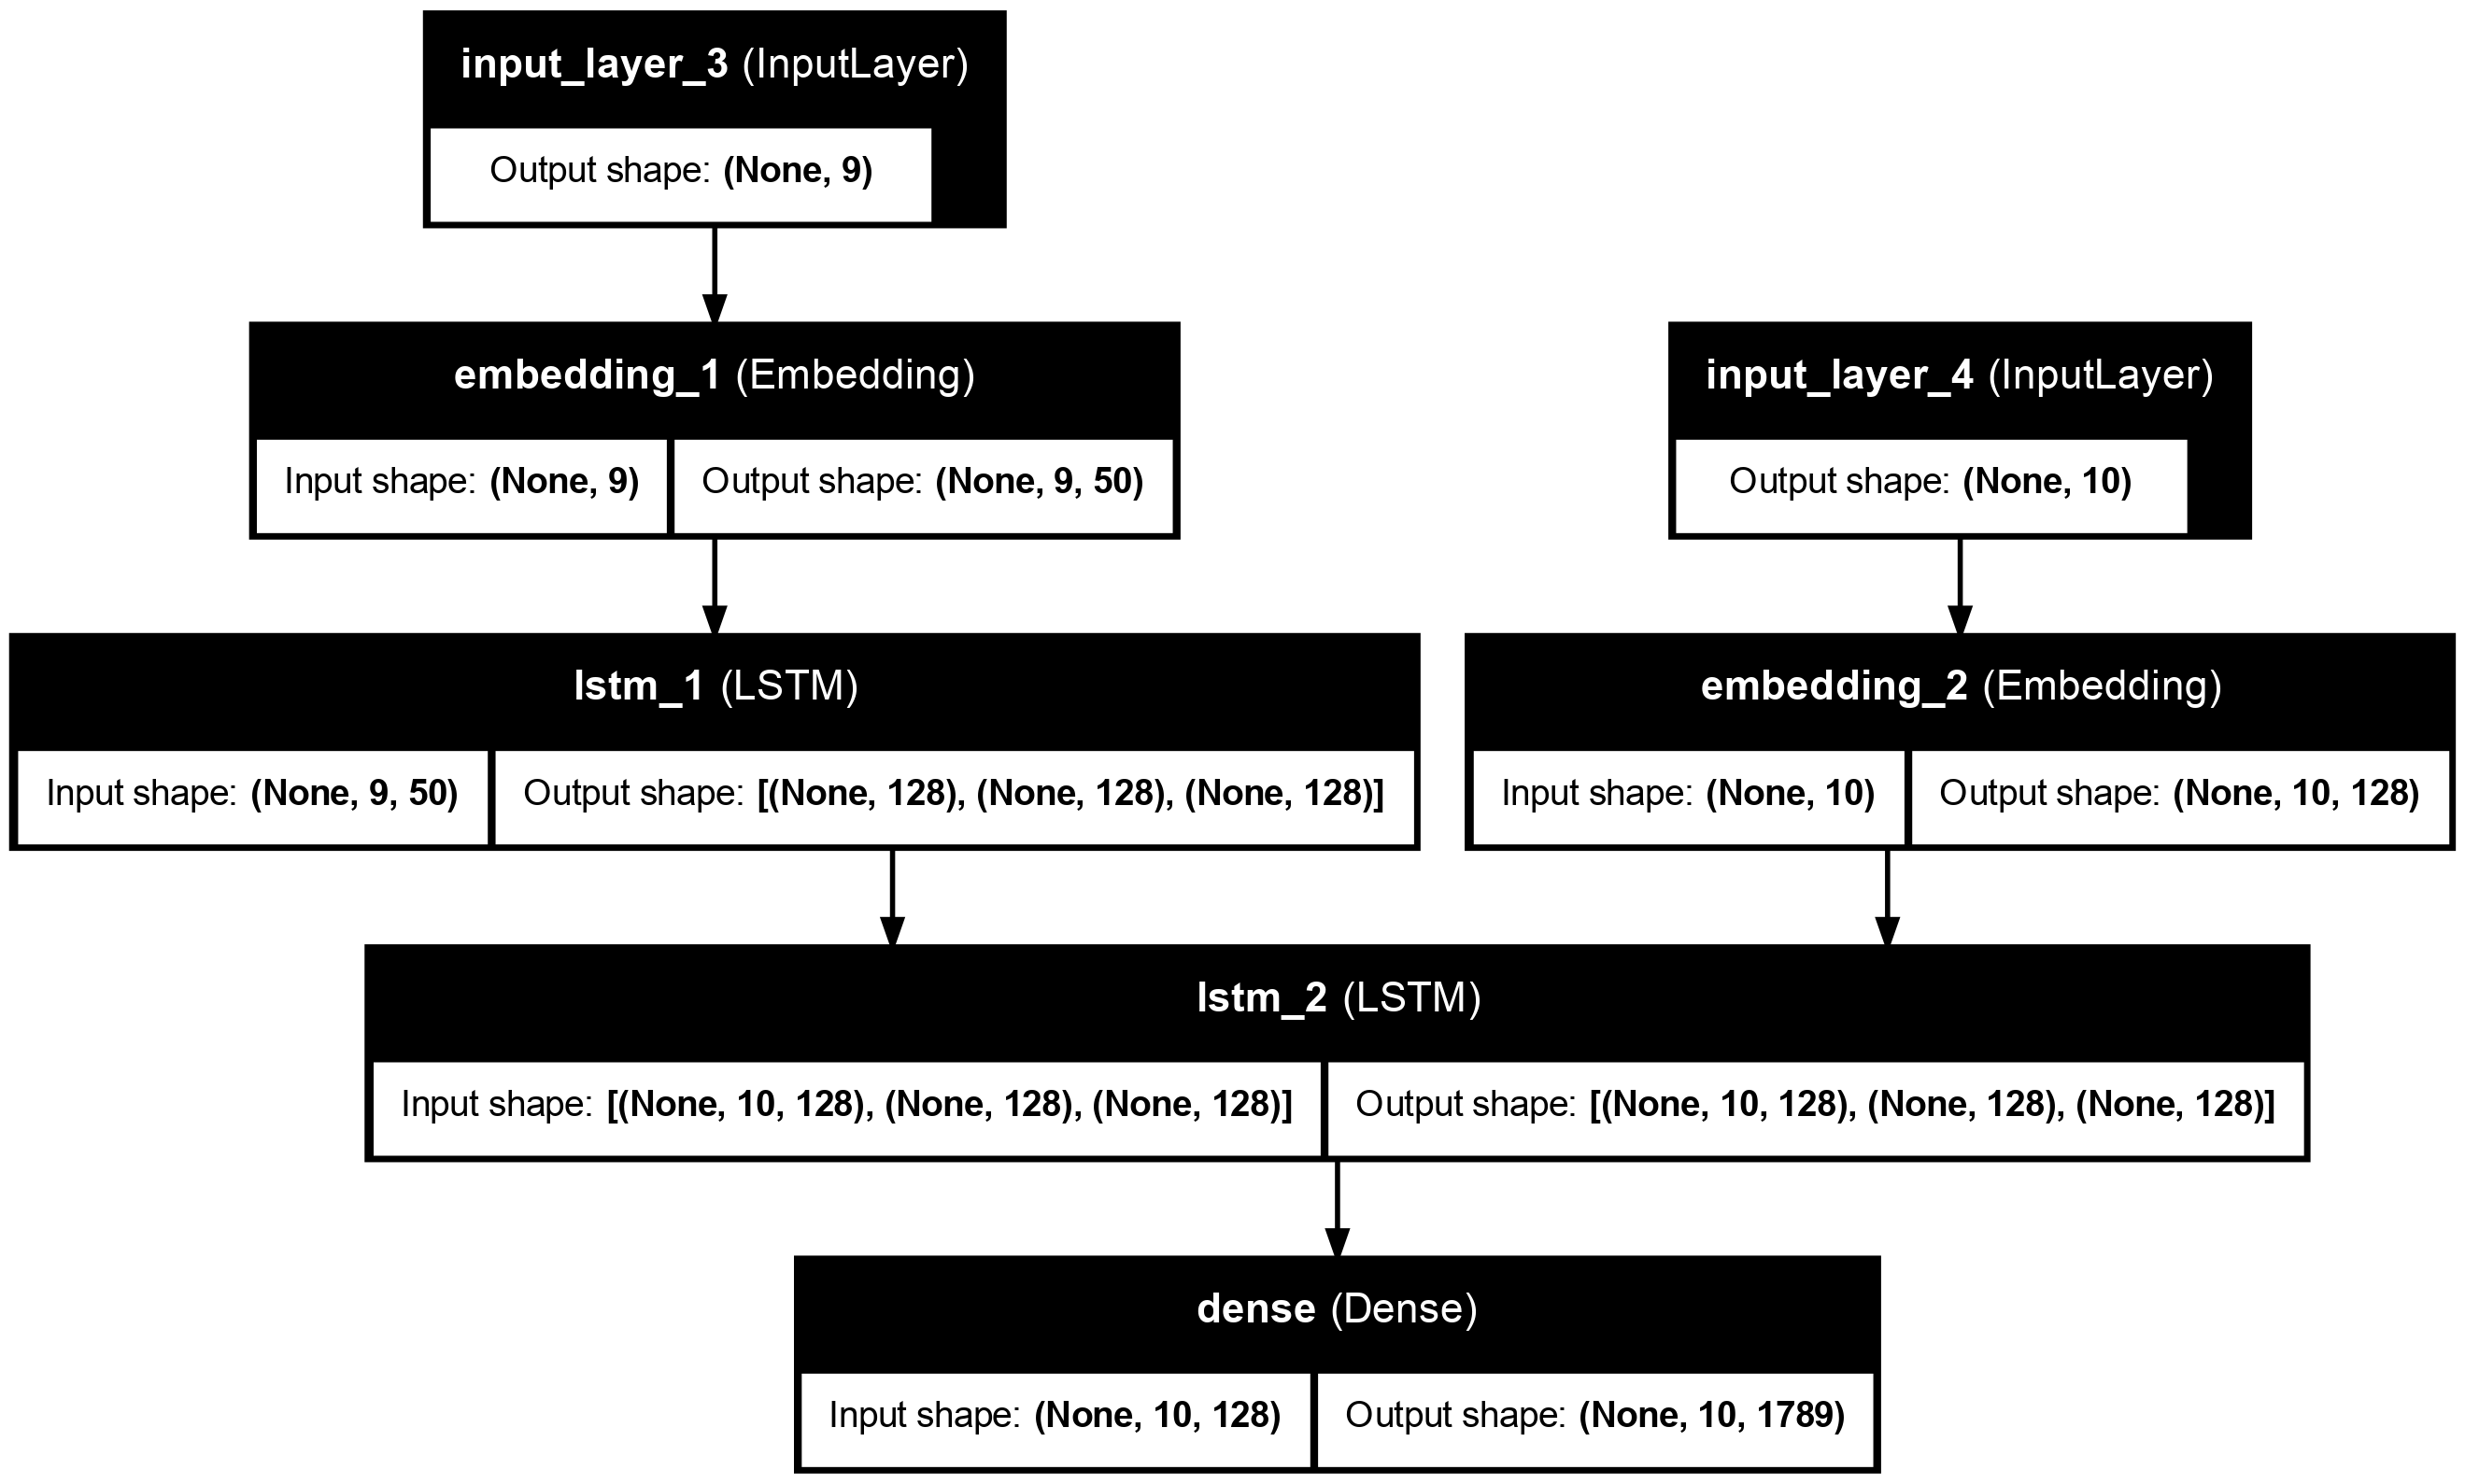 input_layer_3 (InputLayer)
Output shape: (None, 9)
embedding_1 (Embedding)
Input shape: (None, 9) Output shape: (None, 9, 50)
input_layer_4 (InputLayer)
Output shape: (None, 10)
lstm_1 (LSTM)
Input shape: (None, 9, 50) Output shape: [(None, 128), (None, 128), (None, 128)]
embedding_2 (Embedding)
Input shape: (None, 10) Output shape: (None, 10, 128)
lstm_2 (LSTM)
Input shape: [(None, 10, 128), (None, 128), (None, 128)] Output shape: [(None, 10, 128), (None, 128), (None, 128)]
dense (Dense)
Input shape: (None, 10, 128) Output shape: (None, 10, 1789)